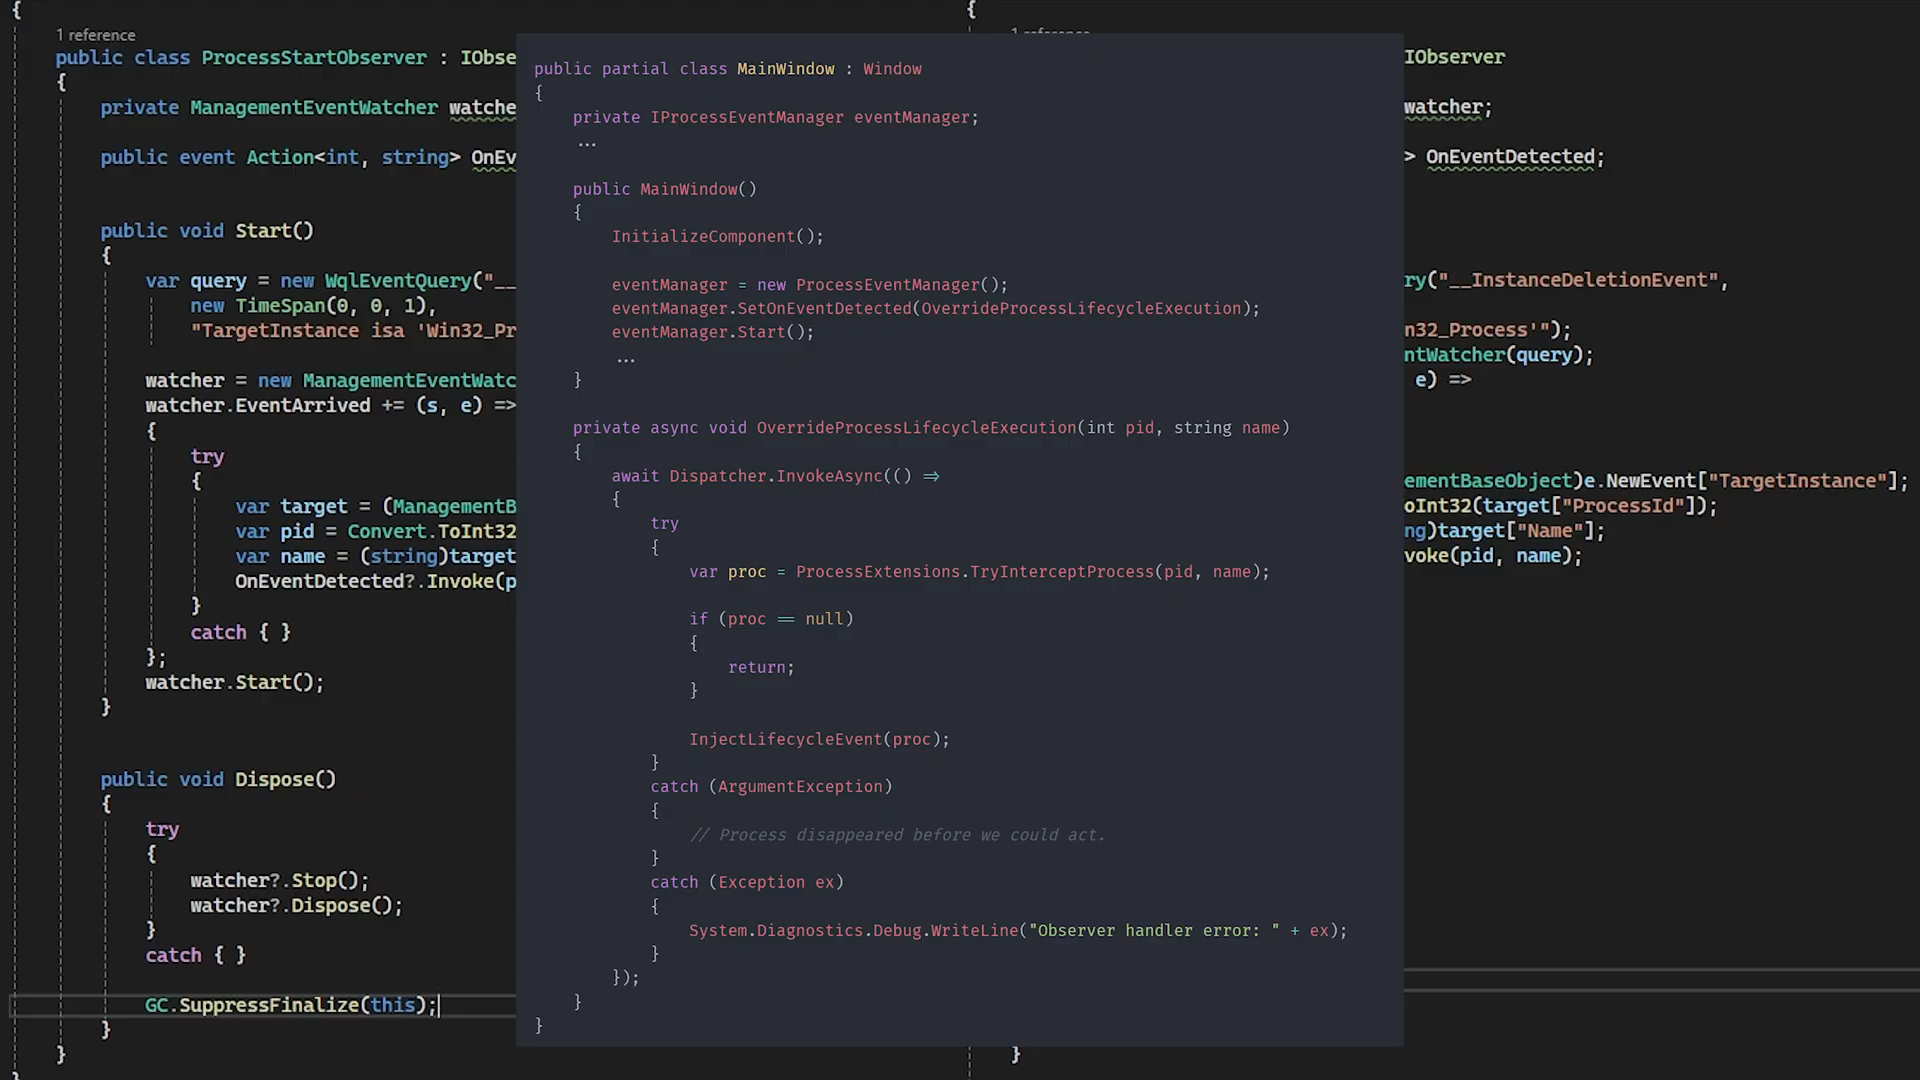 {
1 reference
public class ProcessStartObserver : IObse
{
private ManagementEventWatcher watche
public event Action<int, string> OnEv
public void Start()
{
var query = new WqlEventQuery("__
new TimeSpan(0, 0, 1),
"TargetInstance isa 'Win32_Pr
watcher = new ManagementEventWatc
watcher.EventArrived += (s, e) =>
{
try
{
var target = (ManagementB
var pid = Convert.ToInt32
var name = (string)target
OnEventDetected?.Invoke(p
}
catch { }
};
watcher.Start();
}
public void Dispose()
{
try
{
watcher?.Stop();
watcher?.Dispose();
}
catch { }
GC.SuppressFinalize(this);
}
}
public partial class MainWindow : Window
{
private IProcessEventManager eventManager;
...
public MainWindow()
{
InitializeComponent();
eventManager = new ProcessEventManager();
eventManager.SetOnEventDetected(OverrideProcessLifecycleExecution);
eventManager.Start();
...
}
private async void OverrideProcessLifecycleExecution(int pid, string name)
{
await Dispatcher.InvokeAsync(() =>
{
try
{
var proc = ProcessExtensions.TryInterceptProcess(pid, name);
if (proc == null)
{
return;
}
InjectLifecycleEvent(proc);
}
catch (ArgumentException)
{
// Process disappeared before we could act.
}
catch (Exception ex)
{
System.Diagnostics.Debug.WriteLine("Observer handler error: " + ex);
}
});
}
}
{
1 reference
IObserver
watcher;
> OnEventDetected;
ry("__InstanceDeletionEvent",
n32_Process'");
ntWatcher(query);
e) =>
ementBaseObject)e.NewEvent["TargetInstance"];
oInt32(target["ProcessId"]);
ng)target["Name"];
voke(pid, name);
}